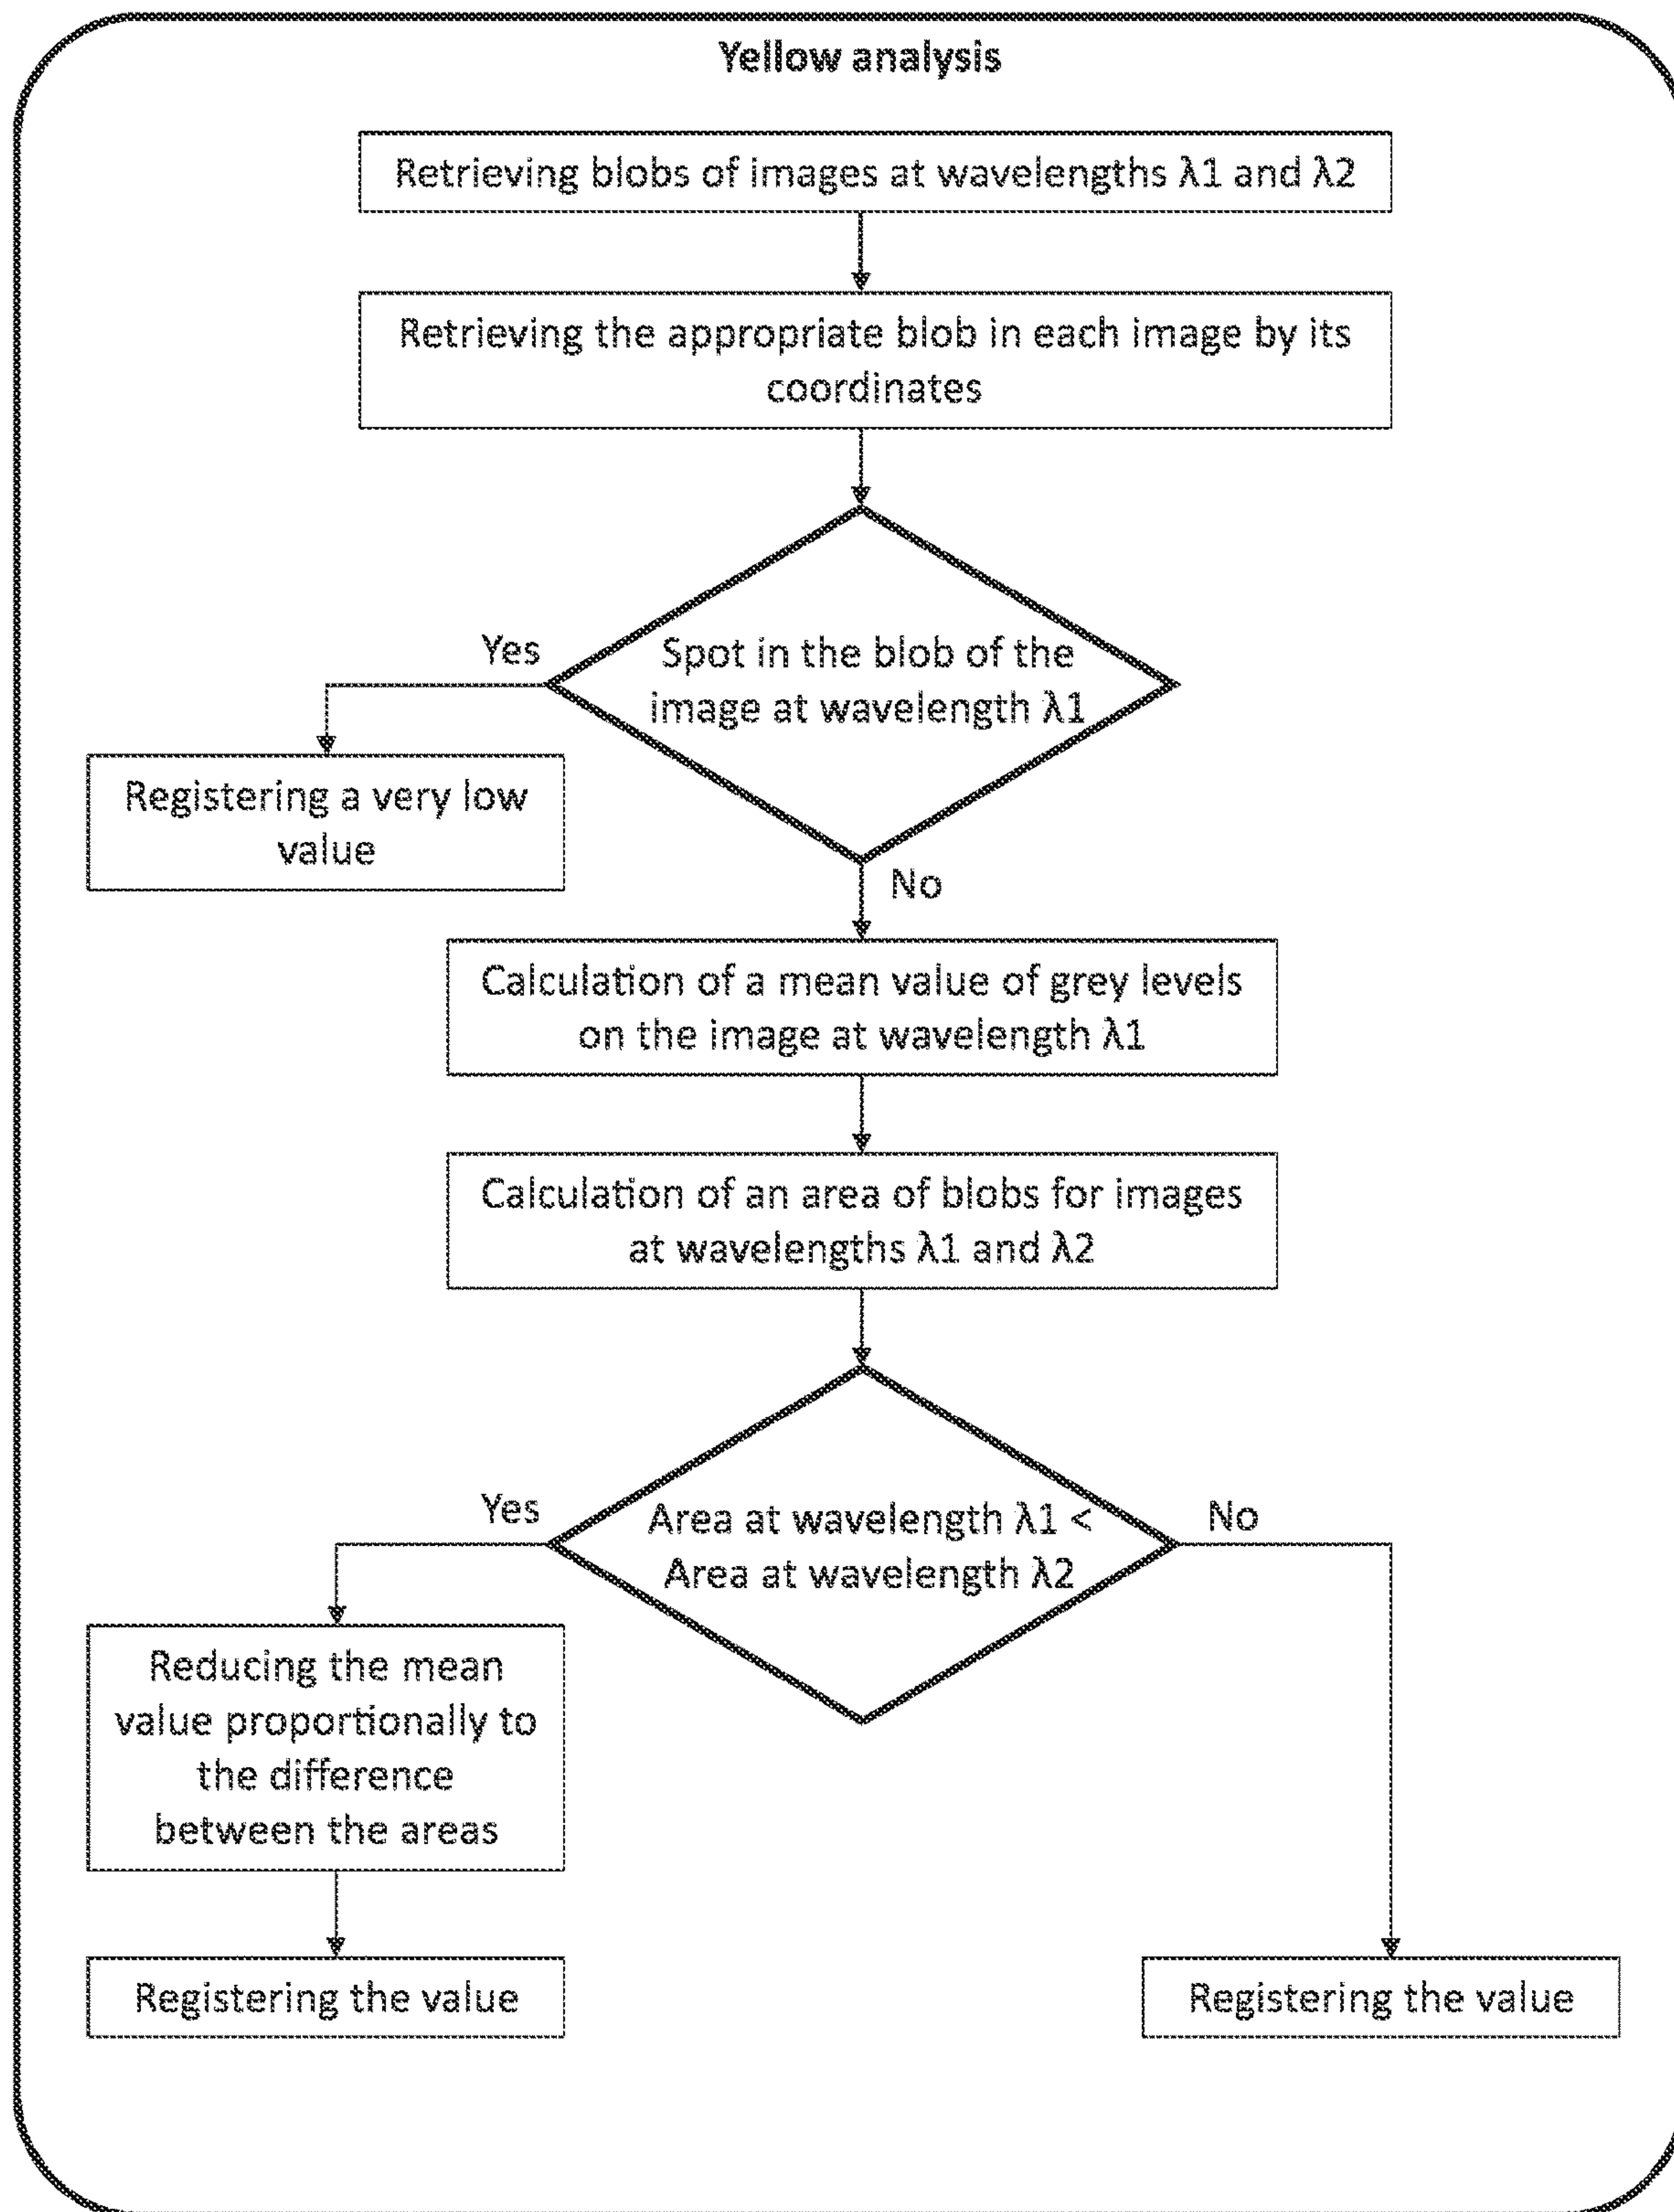 Yellow analysis
Retrieving blobs of images at wavelengths λ1 and λ2
Retrieving the appropriate blob in each image by its
coordinates
Yes
Spot in the blob of the
image at wavelength λ1
Registering a very low
value
No
Calculation of a mean value of grey levels
on the image at wavelength λ1
Calculation of an area of blobs for images
at wavelengths λ1 and λ2
Yes
Area at wavelength λ1 <
Area at wavelength λ2
No
Reducing the mean
value proportionally to
the difference
between the areas
Registering the value
Registering the value